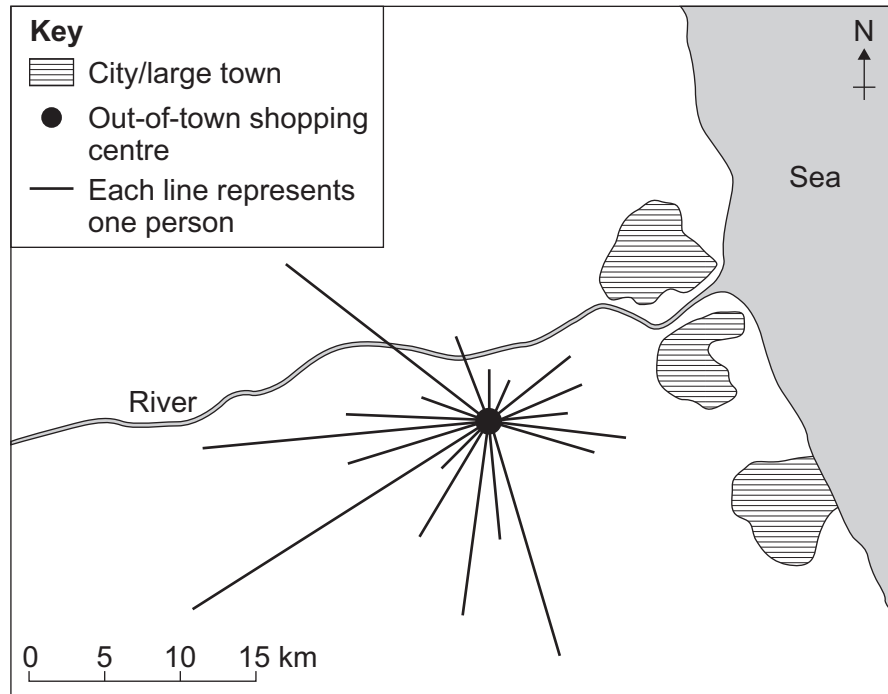 Key
City/large town
Out-of-town shopping
centre
Each line represents
one person
N
Sea
River
0 5 10 15 km